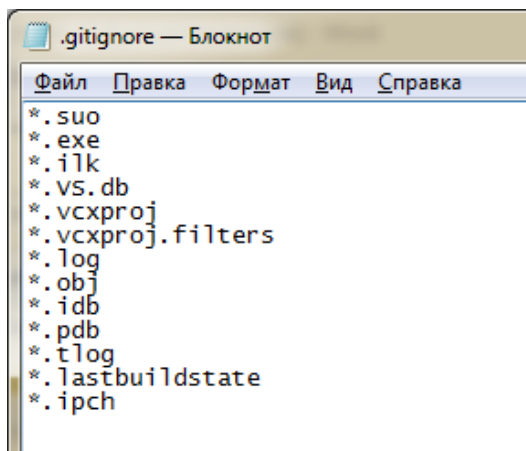 .gitignore — Блокнот
Файл Правка Формат Вид Справка
*.suo
*.exe
*.ilk
*.VS.db
*.vcxproj
*.vcxproj.filters
*.log
*.obj
*.idb
*.pdb
*.tlog
*.lastbuildstate
*.ipch